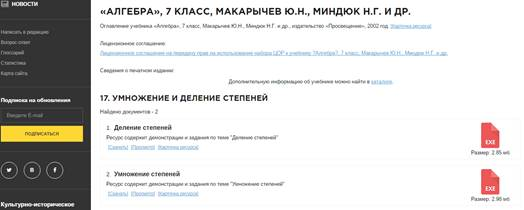 НОВОСТИ
Написать в редакцию
Вопрос-ответ
Глоссарий
Статистика
Карта сайта
Подписка на обновления
Введите E-mail
ПОДПИСАТЬСЯ
Культурно-историческое
«АЛГЕБРА», 7 КЛАСС, МАКАРЫЧЕВ Ю.Н., МИНДЮК Н.Г. И ДР.
Оглавление учебника «Алгебра», 7 класс, Макарычев Ю.Н., Миндюк Н.Г. и др., издательство «Просвещение», 2002 год [Карточка ресурса]
Лицензионное соглашение:
Лицензионное соглашение на передачу прав на использование набора ЦОР к учебнику ?Алгебра?, 7 класс, Макарычев Ю.Н., Миндюк Н.Г. и др.
Сведения о печатном издании:
Дополнительную информацию об учебнике можно найти в каталоге.
17. УМНОЖЕНИЕ И ДЕЛЕНИЕ СТЕПЕНЕЙ
Найдено документов - 2
1. Деление степеней
Ресурс содержит демонстрации и задания по теме "Деление степеней"
[Скачать] [Просмотр] [Карточка ресурса]
EXE
Размер: 2.85 мб
2. Умножение степеней
Ресурс содержит демонстрации и задания по теме "Умножение степеней"
[Скачать] [Просмотр] [Карточка ресурса]
EXE
Размер: 2.98 мб